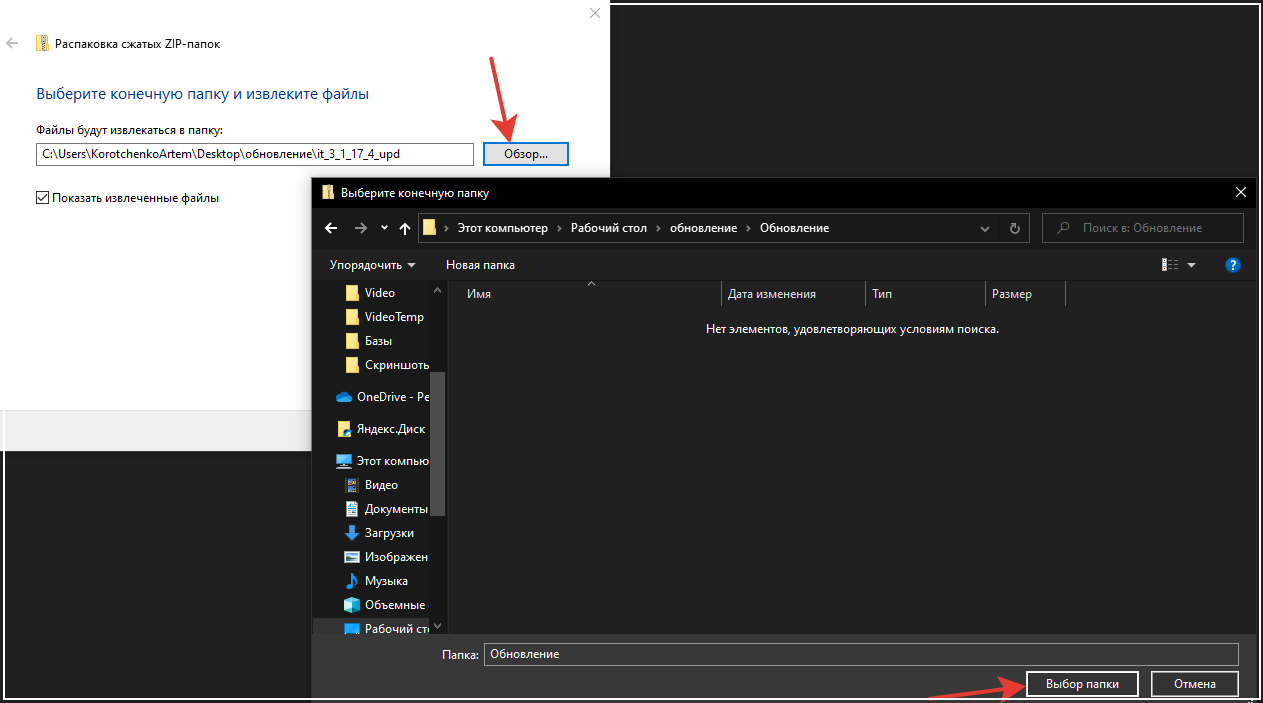 Распаковка сжатых ZIP-папок
Выберите конечную папку и извлеките файлы
Файлы будут извлекаться в папку:
C:\Users\KorotchenkoArtem\Desktop\обновление\it_3_1_17_4_upd
Обзор...
Показать извлеченные файлы
Выберите конечную папку
Этот компьютер › Рабочий стол › обновление › Обновление
Поиск в: Обновление
Упорядочить
Новая папка
?
Video
VideoTemp
Базы
Скриншоть
OneDrive - Pe
Яндекс.Диск
Этот компью
Видео
Документы
Загрузки
Изображен
Музыка
Объемные
Рабочий сто
Имя
Дата изменения
Тип
Размер
Нет элементов, удовлетворяющих условиям поиска.
Папка: Обновление
Выбор папки
Отмена